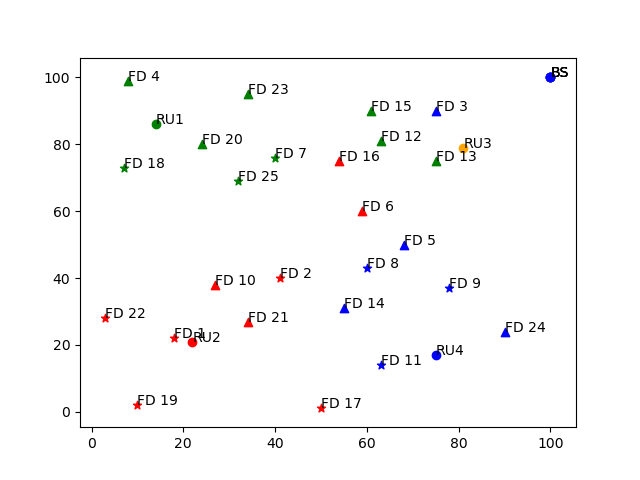 BS
BS
100
FD 4
FD 23
FD 15
FD 3
RU1
FD 20
FD 12
RU3
80
FD 7
FD 16
FD 13
FD 18
FD 25
60
FD 6
FD 5
FD 8
40
FD 10
FD 2
FD 9
FD 22
FD 21
FD 14
FD 24
20
FD 1
RU2
FD 11
RU4
FD 19
FD 17
0
0
20
40
60
80
100